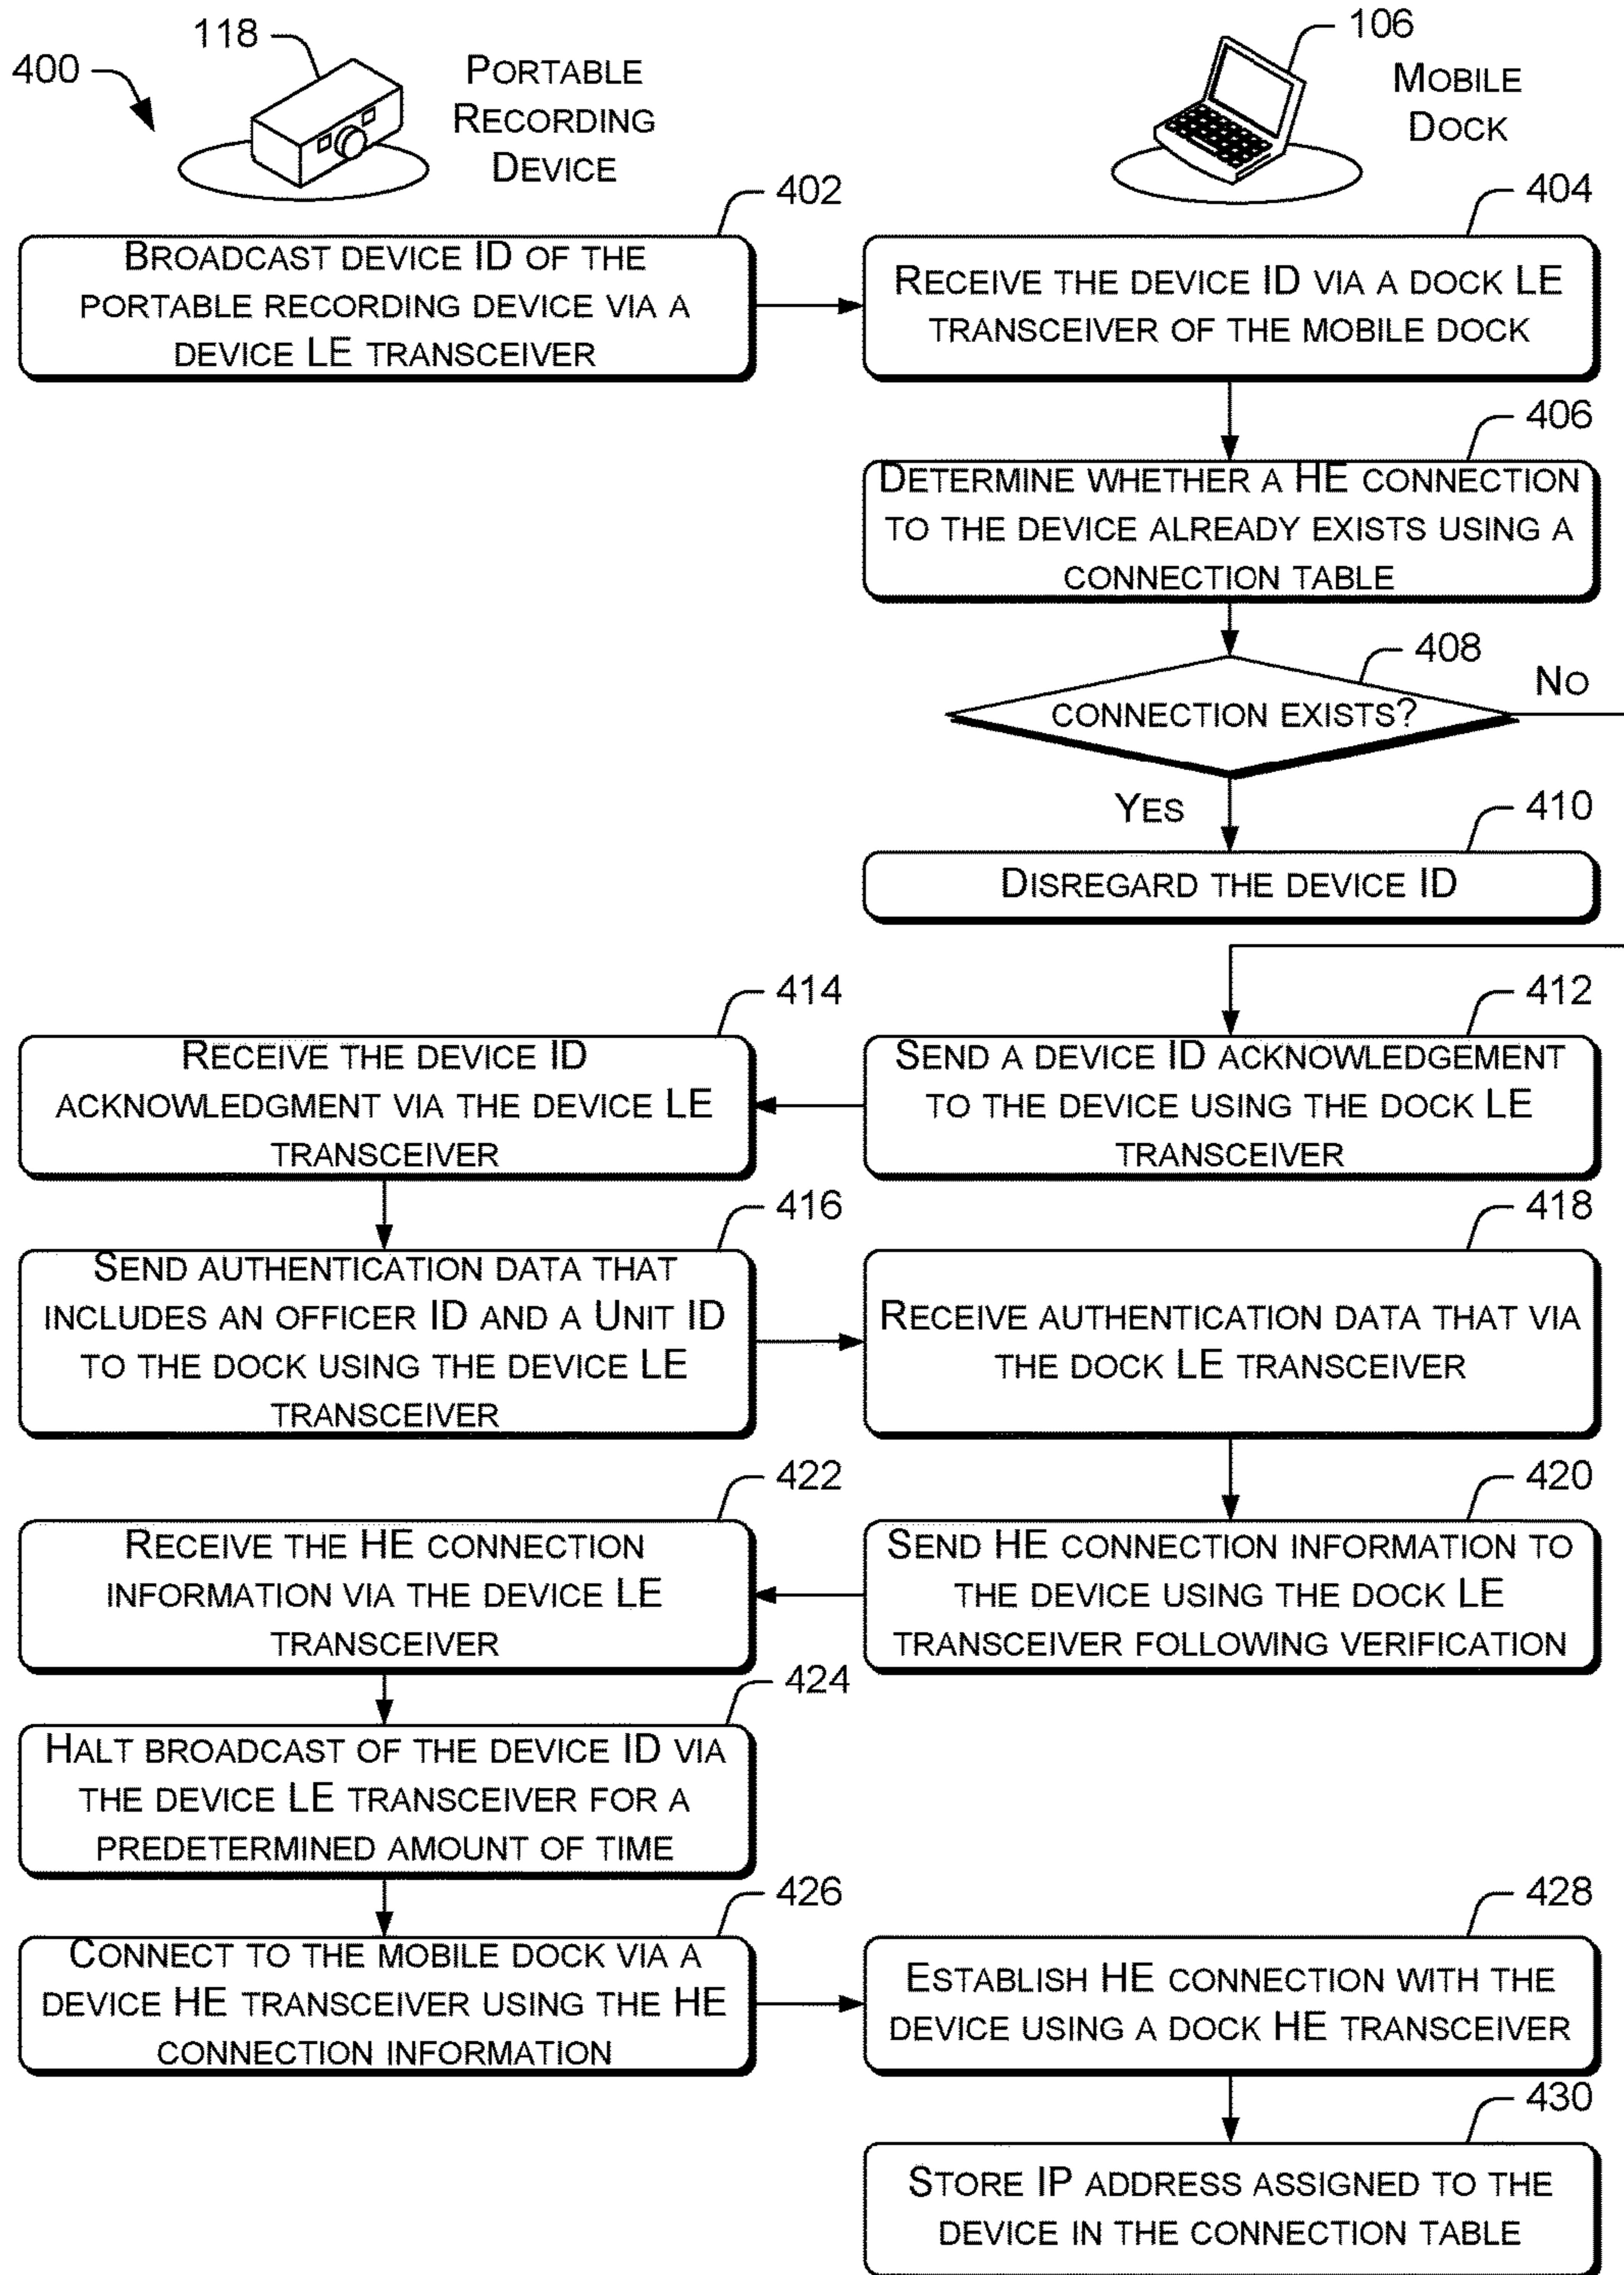 400
118
PORTABLE
RECORDING
DEVICE
106
MOBILE
DOCK
402
BROADCAST DEVICE ID OF THE
PORTABLE RECORDING DEVICE VIA A
DEVICE LE TRANSCEIVER
404
RECEIVE THE DEVICE ID VIA A DOCK LE
TRANSCEIVER OF THE MOBILE DOCK
406
DETERMINE WHETHER A HE CONNECTION
TO THE DEVICE ALREADY EXISTS USING A
CONNECTION TABLE
408
CONNECTION EXISTS?
NO
YES
410
DISREGARD THE DEVICE ID
412
SEND A DEVICE ID ACKNOWLEDGEMENT
TO THE DEVICE USING THE DOCK LE
TRANSCEIVER
414
RECEIVE THE DEVICE ID
ACKNOWLEDGMENT VIA THE DEVICE LE
TRANSCEIVER
416
SEND AUTHENTICATION DATA THAT
INCLUDES AN OFFICER ID AND A UNIT ID
TO THE DOCK USING THE DEVICE LE
TRANSCEIVER
418
RECEIVE AUTHENTICATION DATA THAT VIA
THE DOCK LE TRANSCEIVER
420
SEND HE CONNECTION INFORMATION TO
THE DEVICE USING THE DOCK LE
TRANSCEIVER FOLLOWING VERIFICATION
422
RECEIVE THE HE CONNECTION
INFORMATION VIA THE DEVICE LE
TRANSCEIVER
424
HALT BROADCAST OF THE DEVICE ID VIA
THE DEVICE LE TRANSCEIVER FOR A
PREDETERMINED AMOUNT OF TIME
426
CONNECT TO THE MOBILE DOCK VIA A
DEVICE HE TRANSCEIVER USING THE HE
CONNECTION INFORMATION
428
ESTABLISH HE CONNECTION WITH THE
DEVICE USING A DOCK HE TRANSCEIVER
430
STORE IP ADDRESS ASSIGNED TO THE
DEVICE IN THE CONNECTION TABLE